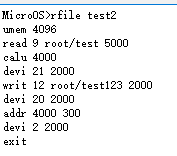 MicroOS>rfile test2
umem 4096
read 9 root/test 5000
calu 4000
devi 21 2000
writ 12 root/test123 2000
devi 20 2000
addr 4000 300
devi 2 2000
exit